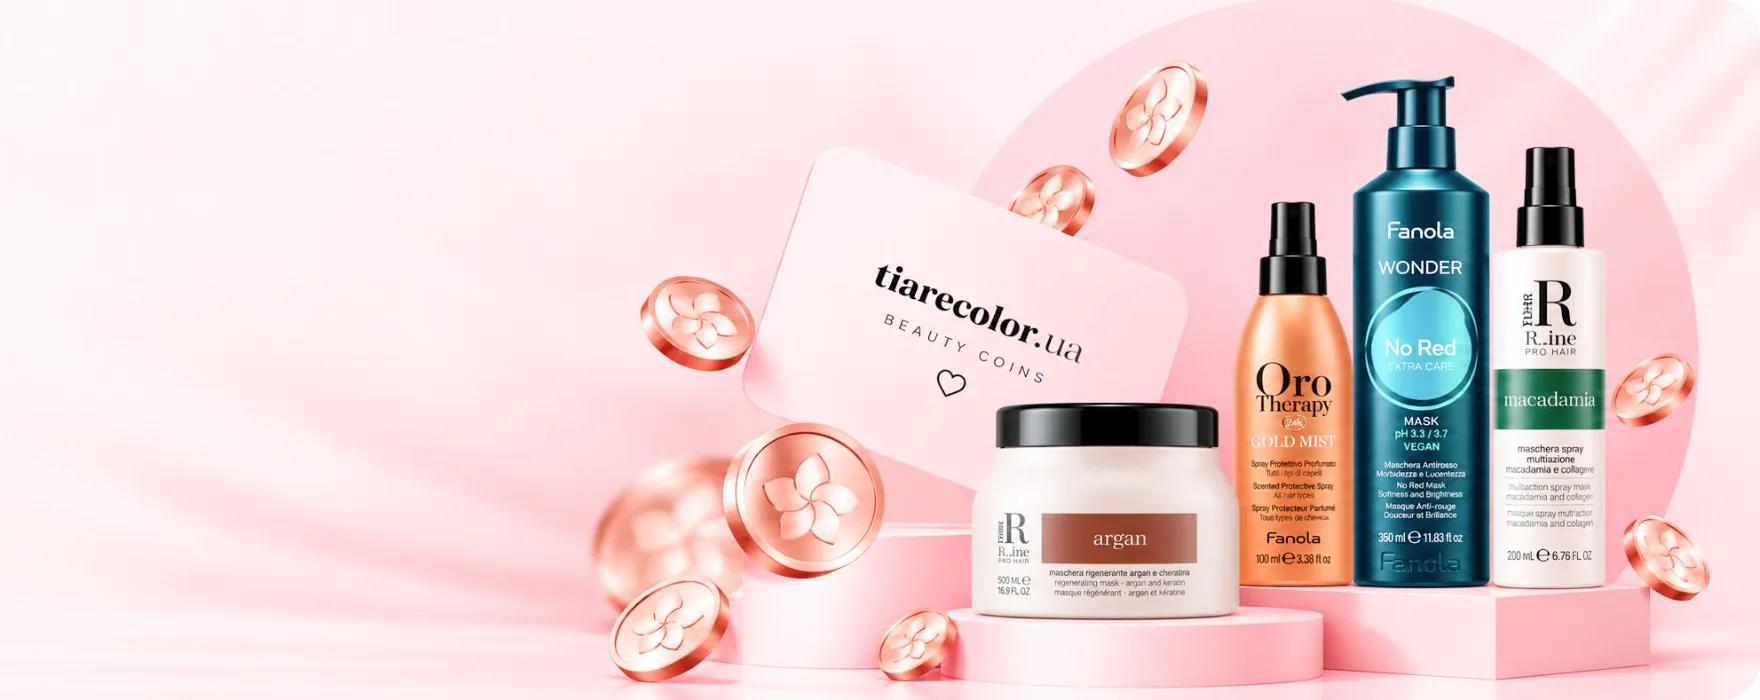 tiarecolor.ua
BEAUTY COINS
R
R..ine
PRO HAIR
500 ML e
16.9 FL OZ
argan
maschera rigenerante argan e cheratina
regenerating mask - argan and keratin
masque régénérant - argan et kératine
Oro
Therapy
24k
GOLD MIST
Spray Protettivo Profumato
Tutti i tipi di capelli
Scented Protective Spray
All hair types
Spray Protecteur Parfumé
Tous types de cheveux
Fanola
100 ml e 3.38 fl oz
Fanola
WONDER
No Red
EXTRA CARE
MASK
pH 3.3 / 3.7
VEGAN
Maschera Antirosso
Morbidezza e Lucentezza
No Red Mask
Softness and Brightness
Masque Anti-rouge
Douceur et Brillance
350 ml e 11.83 fl oz
Fanola
R
R..ine
PRO HAIR
macadamia
maschera spray
multiazione
macadamia e collagene
multiaction spray mask
macadamia and collagen
masque spray multi-action
macadamia and collagen
200 mL e 6.76 FL OZ